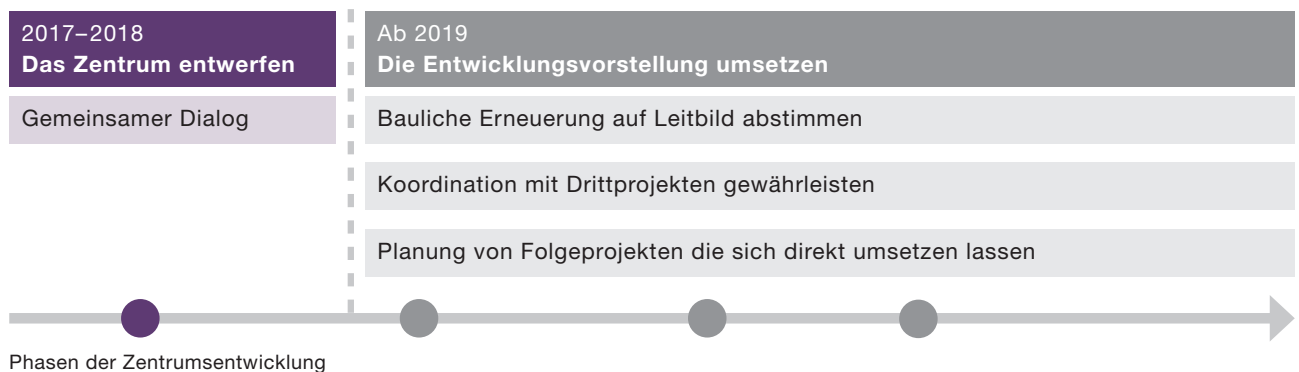 2017–2018
Das Zentrum entwerfen
Gemeinsamer Dialog
Ab 2019
Die Entwicklungsvorstellung umsetzen
Bauliche Erneuerung auf Leitbild abstimmen
Koordination mit Drittprojekten gewährleisten
Planung von Folgeprojekten die sich direkt umsetzen lassen
Phasen der Zentrumsentwicklung